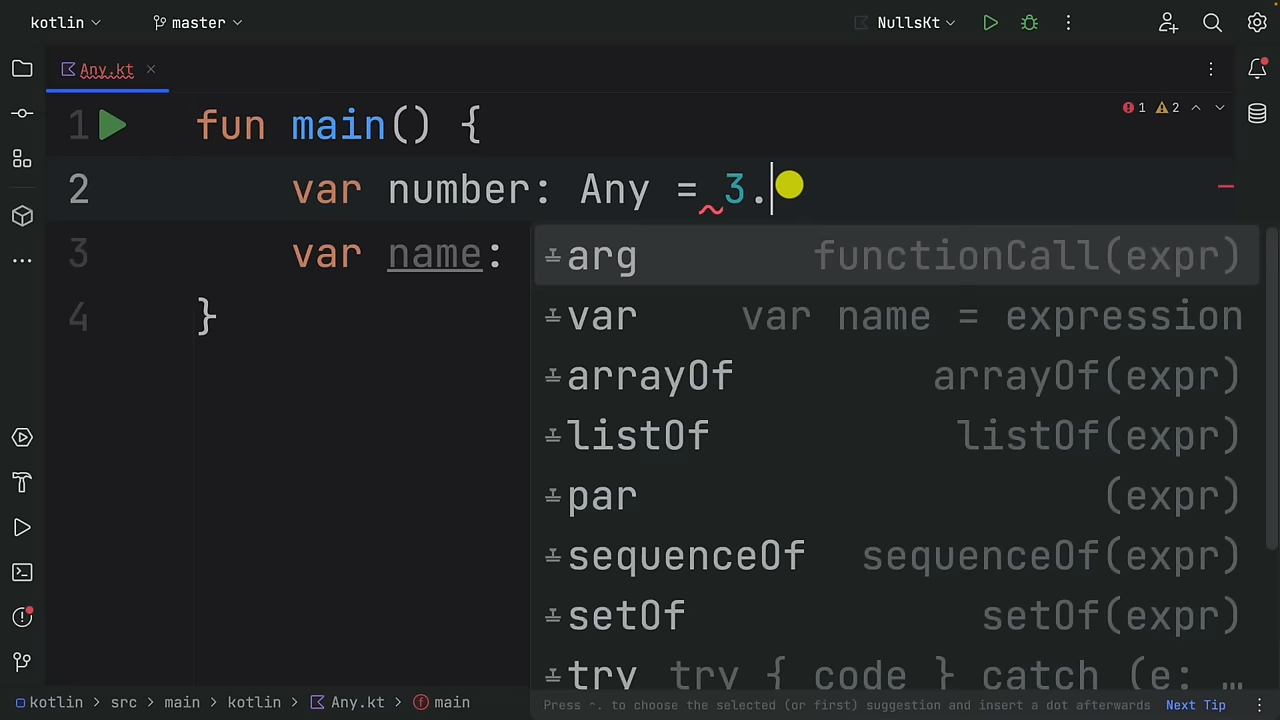 kotlin
master
NullsKt
Any.kt
1
2
1 fun main() {
2 var number: Any = 3.
3 var name:
4 }
arg functionCall(expr)
var var name = expression
arrayOf arrayOf(expr)
listOf listOf(expr)
par (expr)
sequenceOf sequenceOf(expr)
setOf setOf(expr)
try try { code } catch (e: …
Press ^. to choose the selected (or first) suggestion and insert a dot afterwards Next Tip
kotlin > src > main > kotlin > Any.kt > main